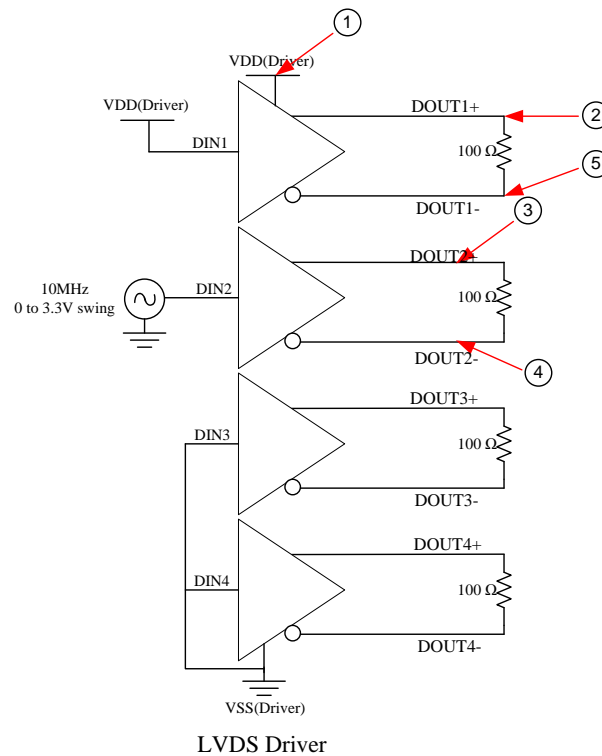 1
VDD(Driver)
VDD(Driver)
DOUT1+
2
DIN1
100 Ω
5
DOUT1-
3
DOUT2+
10MHz
0 to 3.3V swing
DIN2
100 Ω
DOUT2-
4
DOUT3+
DIN3
100 Ω
DOUT3-
DOUT4+
DIN4
100 Ω
DOUT4-
VSS(Driver)
LVDS Driver